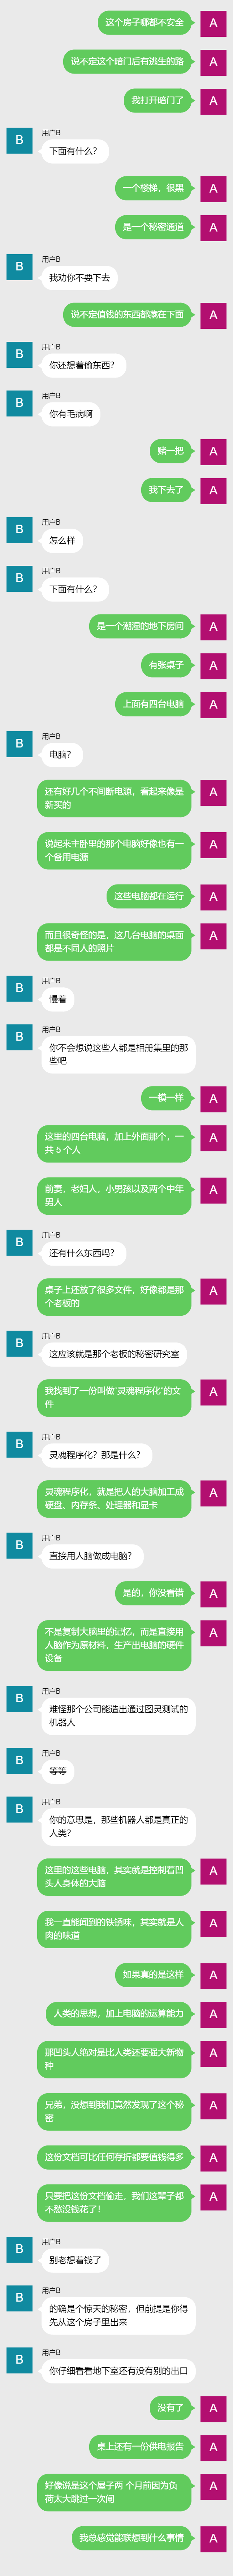 这个房子哪都不安全
A
说不定这个暗门后有逃生的路
A
我打开暗门了
A
用户B
B
下面有什么？
一个楼梯，很黑
A
是一个秘密通道
A
用户B
B
我劝你不要下去
说不定值钱的东西都藏在下面
A
用户B
B
你还想着偷东西？
用户B
B
你有毛病啊
赌一把
A
我下去了
A
用户B
B
怎么样
用户B
B
下面有什么？
是一个潮湿的地下房间
A
有张桌子
A
上面有四台电脑
A
用户B
B
电脑？
还有好几个不间断电源，看起来像是
新买的
A
说起来主卧里的那个电脑好像也有一
个备用电源
A
这些电脑都在运行
A
而且很奇怪的是，这几台电脑的桌面
都是不同人的照片
A
用户B
B
慢着
用户B
B
你不会想说这些人都是相册集里的那
些吧
一模一样
A
这里的四台电脑，加上外面那个，一
共 5 个人
A
前妻，老妇人，小男孩以及两个中年
男人
A
用户B
B
还有什么东西吗？
桌子上还放了很多文件，好像都是那
个老板的
A
用户B
B
这应该就是那个老板的秘密研究室
我找到了一份叫做“灵魂程序化”的文
件
A
用户B
B
灵魂程序化？那是什么？
灵魂程序化，就是把人的大脑加工成
硬盘、内存条、处理器和显卡
A
用户B
B
直接用人脑做成电脑？
是的，你没看错
A
不是复制大脑里的记忆，而是直接用
人脑作为原材料，生产出电脑的硬件
设备
A
用户B
B
难怪那个公司能造出通过图灵测试的
机器人
用户B
B
等等
用户B
B
你的意思是，那些机器人都是真正的
人类？
这里的这些电脑，其实就是控制着凹
头人身体的大脑
A
我一直能闻到的铁锈味，其实就是人
肉的味道
A
如果真的是这样
A
人类的思想，加上电脑的运算能力
A
那凹头人绝对是比人类还要强大新物
种
A
兄弟，没想到我们竟然发现了这个秘
密
A
这份文档可比任何存折都要值钱得多
A
只要把这份文档偷走，我们这辈子都
不愁没钱花了！
A
用户B
B
别老想着钱了
用户B
B
的确是个惊天的秘密，但前提是你得
先从这个房子里出来
用户B
B
你仔细看看地下室还有没有别的出口
没有了
A
桌上还有一份供电报告
A
好像说是这个屋子两 个月前因为负
荷太大跳过一次闸
A
我总感觉能联想到什么事情
A